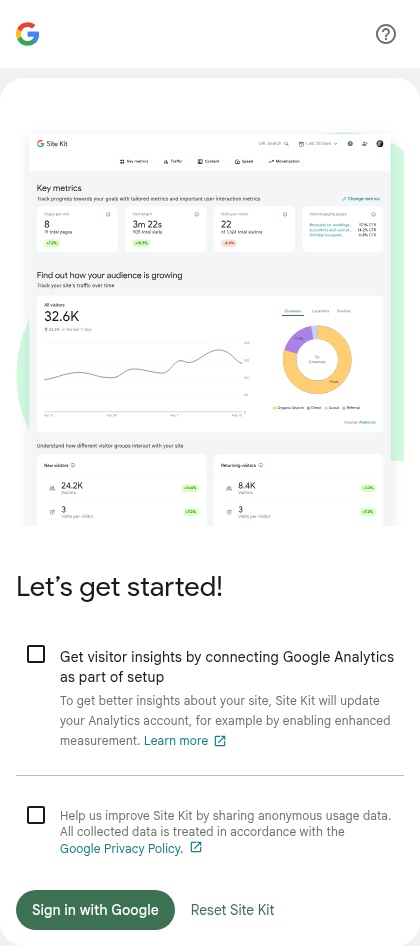 Site Kit
URL search
Last 30 days
Key metrics
Traffic
Content
Speed
Monetization
Key metrics
Track progress towards your goals with tailored metrics and important user interaction metrics
Change metrics
Pages per visit
8
19 total pages
Visit length
3m 22s
Visits per visitor
22
Most engaging pages
Find out how your audience is growing
Track your site's traffic over time
All visitors
32.6K
Channels
Locations
Devices
By
Channels
Organic Search
Direct
Social
Referral
Source: Analytics
Understand how different visitor groups interact with your site
New visitors
Returning visitors
24.2K
Visitors
8.4K
Visitors
3
Visits per visitor
3
Visits per visitor
Let's get started!
Get visitor insights by connecting Google Analytics
as part of setup
To get better insights about your site, Site Kit will update
your Analytics account, for example by enabling enhanced
measurement. Learn more
Help us improve Site Kit by sharing anonymous usage data.
All collected data is treated in accordance with the
Google Privacy Policy.
Sign in with Google
Reset Site Kit